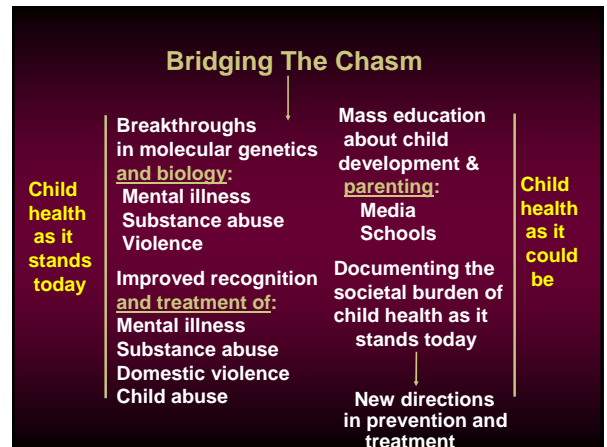 Bridging The Chasm
Child
health
as it
stands
today
Breakthroughs
in molecular genetics
and biology:
Mental illness
Substance abuse
Violence
Improved recognition
and treatment of:
Mental illness
Substance abuse
Domestic violence
Child abuse
Mass education
about child
development &
parenting:
Media
Schools
Documenting the
societal burden of
child health as it
stands today
New directions
in prevention and
treatment
Child
health
as it
could
be